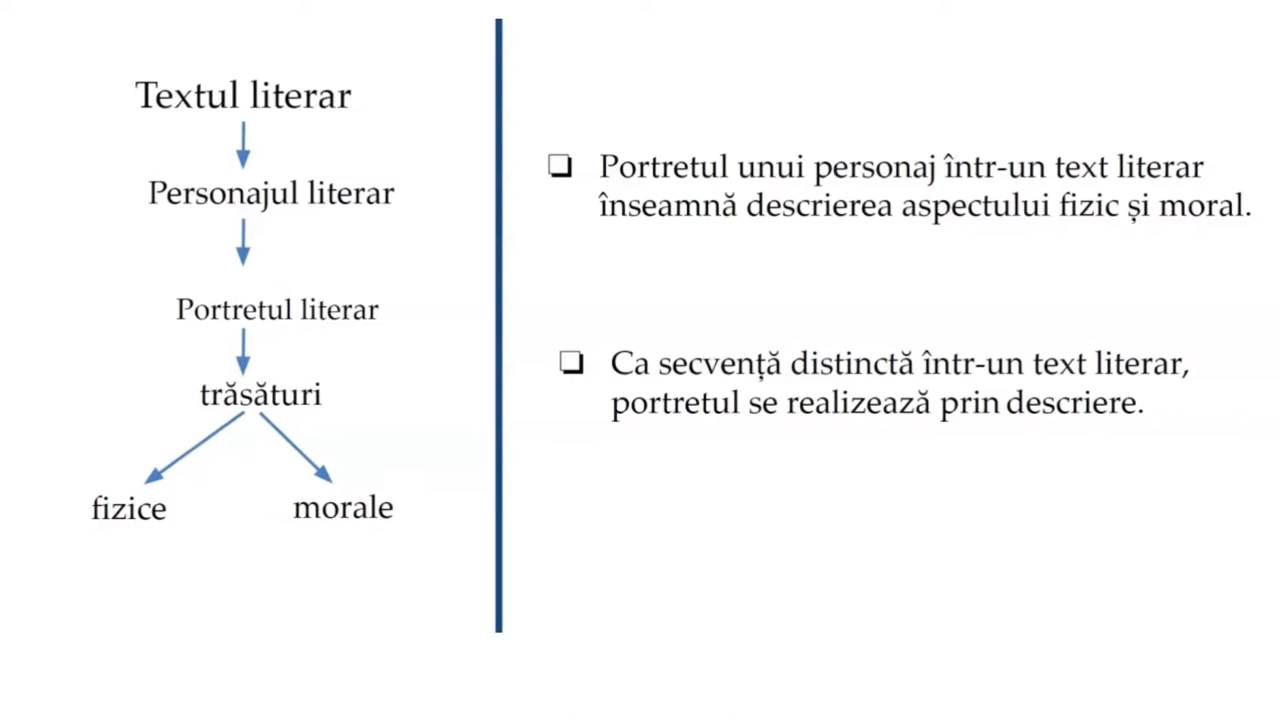 Textul literar
Personajul literar
Portretul literar
trăsături
fizice morale
Portretul unui personaj într-un text literar
înseamnă descrierea aspectului fizic și moral.
Ca secvență distinctă într-un text literar,
portretul se realizează prin descriere.